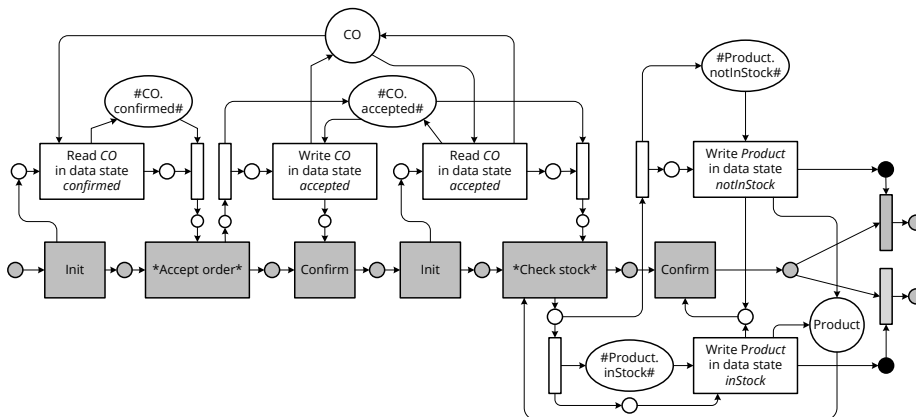 CO
#Product.
notInStock#
#CO.
confirmed#
#CO.
accepted#
Read CO
in data state
confirmed
Write CO
in data state
accepted
Read CO
in data state
accepted
Write Product
in data state
notInStock
Init
*Accept order*
Confirm
Init
*Check stock*
Confirm
Product
#Product.
inStock#
Write Product
in data state
inStock